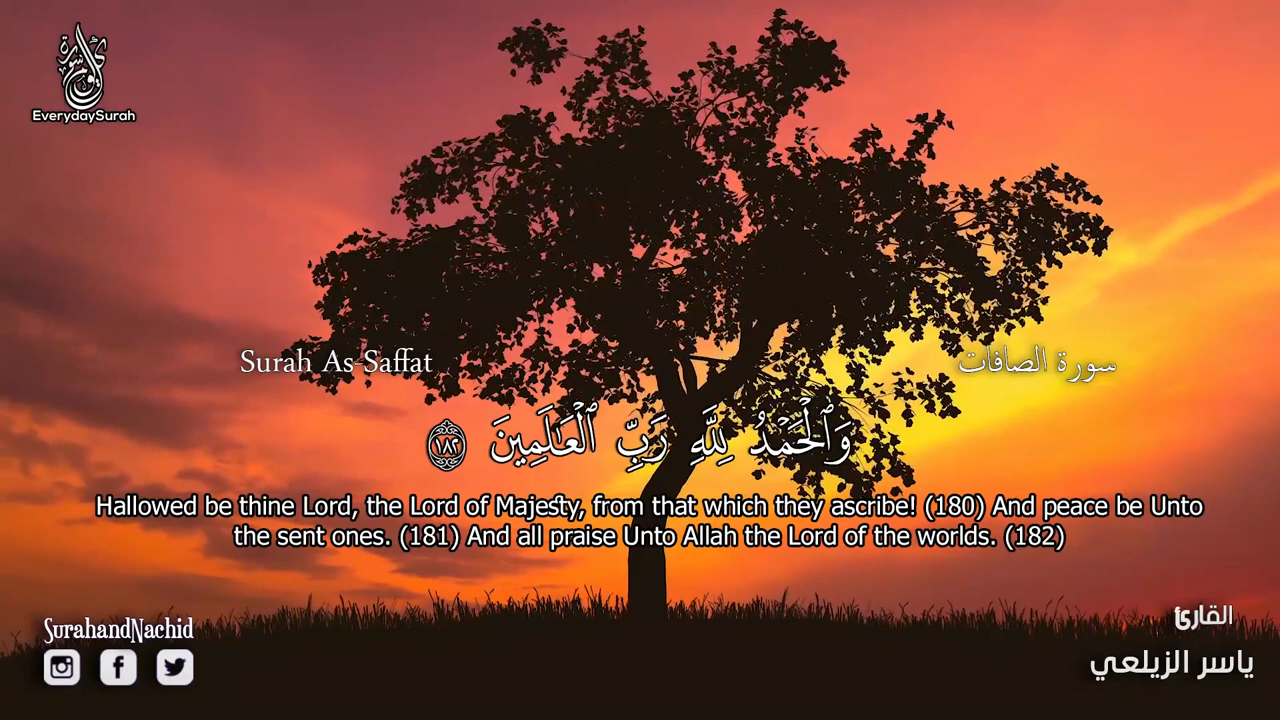 EverydaySurah
Surah As-Saffat
سورة الصافات
وَٱلْحَمْدُ لِلَّهِ رَبِّ ٱلْعَـٰلَمِينَ ١٨٢
Hallowed be thine Lord, the Lord of Majesty, from that which they ascribe! (180) And peace be Unto
the sent ones. (181) And all praise Unto Allah the Lord of the worlds. (182)
القارئ
ياسر الزيلعي
SurahandNachid